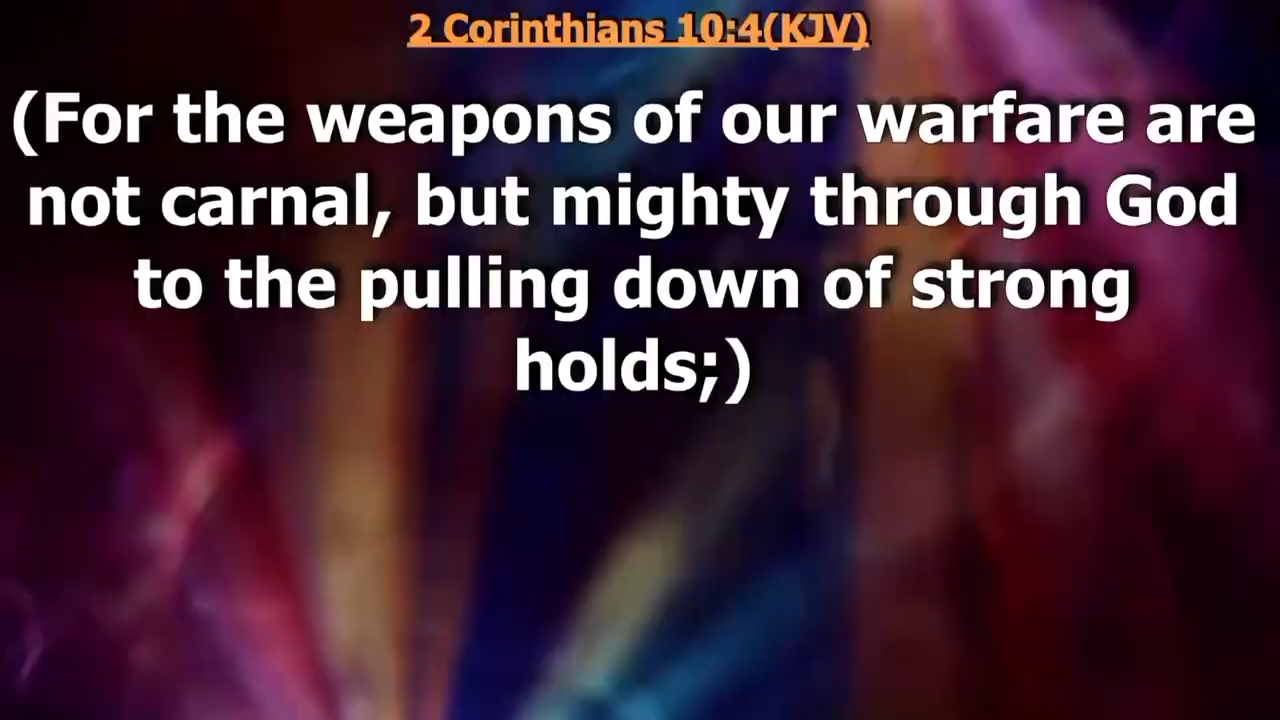 2 Corinthians 10:4(KJV)
(For the weapons of our warfare are
not carnal, but mighty through God
to the pulling down of strong
holds;)